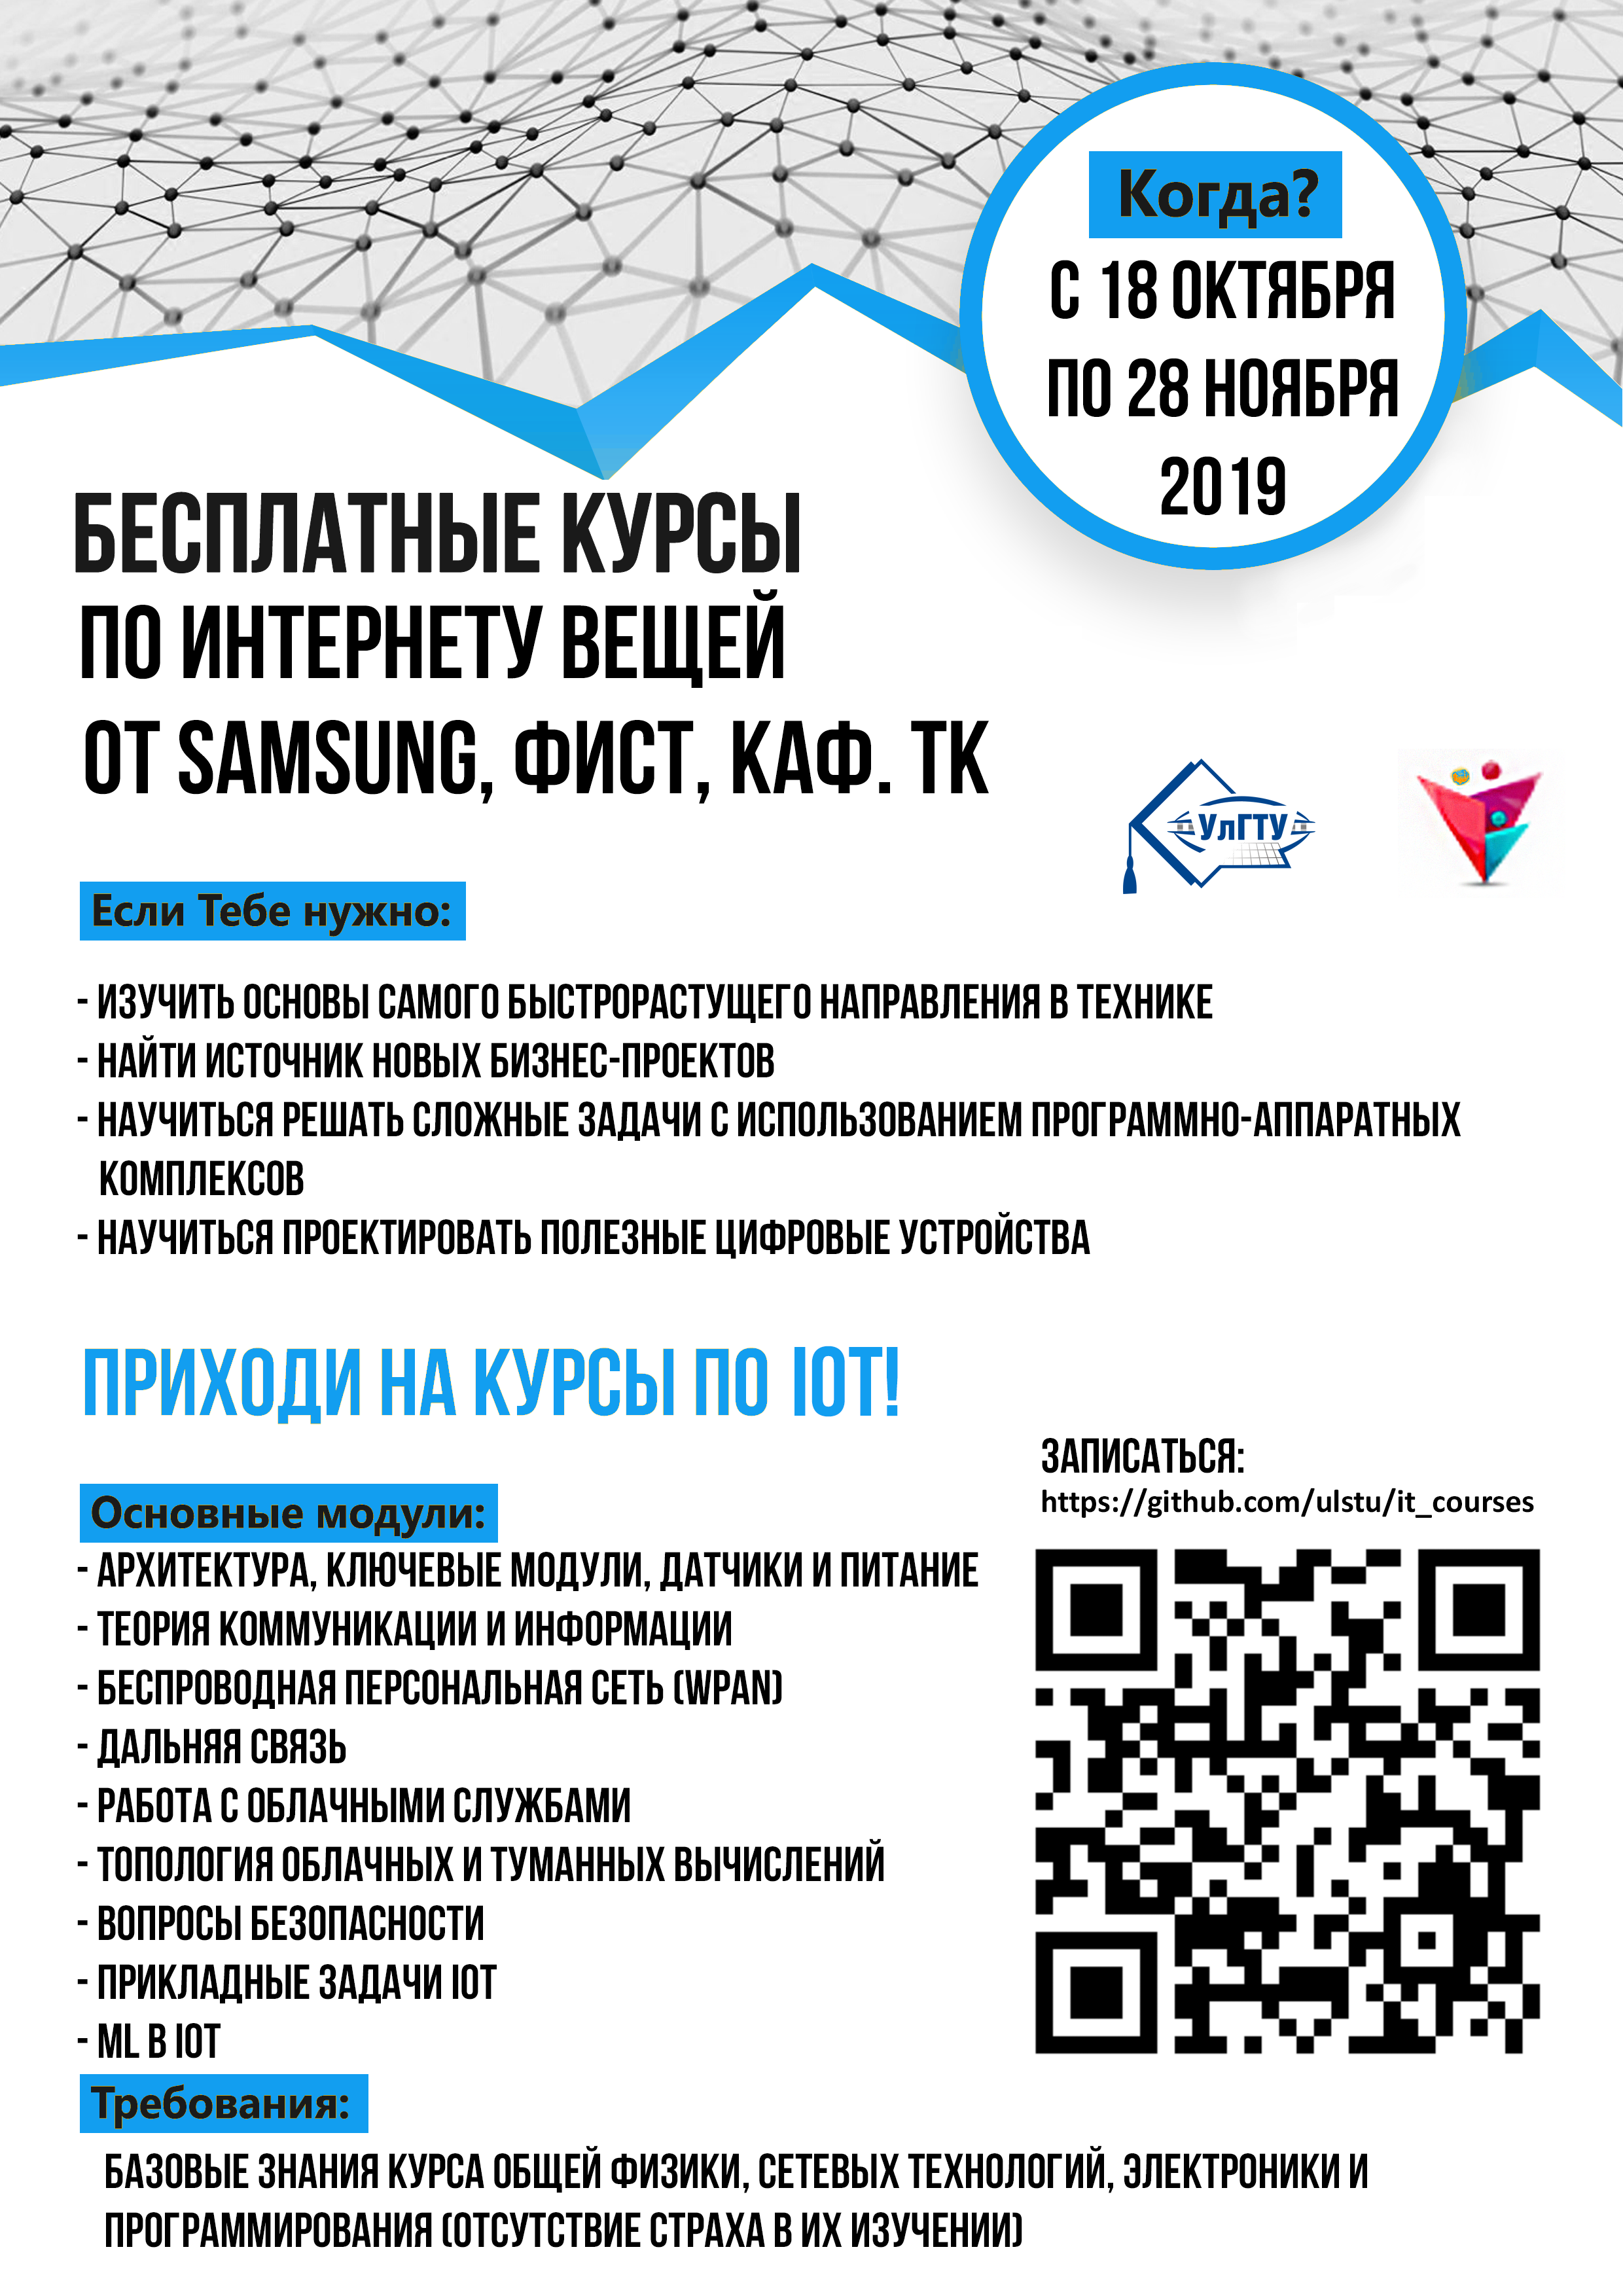 Когда?
С 18 ОКТЯБРЯ
ПО 28 НОЯБРЯ
2019
БЕСПЛАТНЫЕ КУРСЫ
ПО ИНТЕРНЕТУ ВЕЩЕЙ
ОТ SAMSUNG, ФИСТ, КАФ. ТК
УлГТУ
Если Тебе нужно:
- ИЗУЧИТЬ ОСНОВЫ САМОГО БЫСТРОРАСТУЩЕГО НАПРАВЛЕНИЯ В ТЕХНИКЕ
- НАЙТИ ИСТОЧНИК НОВЫХ БИЗНЕС-ПРОЕКТОВ
- НАУЧИТЬСЯ РЕШАТЬ СЛОЖНЫЕ ЗАДАЧИ С ИСПОЛЬЗОВАНИЕМ ПРОГРАММНО-АППАРАТНЫХ
КОМПЛЕКСОВ
- НАУЧИТЬСЯ ПРОЕКТИРОВАТЬ ПОЛЕЗНЫЕ ЦИФРОВЫЕ УСТРОЙСТВА
ПРИХОДИ НА КУРСЫ ПО IOT!
ЗАПИСАТЬСЯ:
https://github.com/ulstu/it_courses
Основные модули:
- АРХИТЕКТУРА, КЛЮЧЕВЫЕ МОДУЛИ, ДАТЧИКИ И ПИТАНИЕ
- ТЕОРИЯ КОММУНИКАЦИИ И ИНФОРМАЦИИ
- БЕСПРОВОДНАЯ ПЕРСОНАЛЬНАЯ СЕТЬ (WPAN)
- ДАЛЬНЯЯ СВЯЗЬ
- РАБОТА С ОБЛАЧНЫМИ СЛУЖБАМИ
- ТОПОЛОГИЯ ОБЛАЧНЫХ И ТУМАННЫХ ВЫЧИСЛЕНИЙ
- ВОПРОСЫ БЕЗОПАСНОСТИ
- ПРИКЛАДНЫЕ ЗАДАЧИ IOT
- ML В IOT
Требования:
БАЗОВЫЕ ЗНАНИЯ КУРСА ОБЩЕЙ ФИЗИКИ, СЕТЕВЫХ ТЕХНОЛОГИЙ, ЭЛЕКТРОНИКИ И
ПРОГРАММИРОВАНИЯ (ОТСУТСТВИЕ СТРАХА В ИХ ИЗУЧЕНИИ)